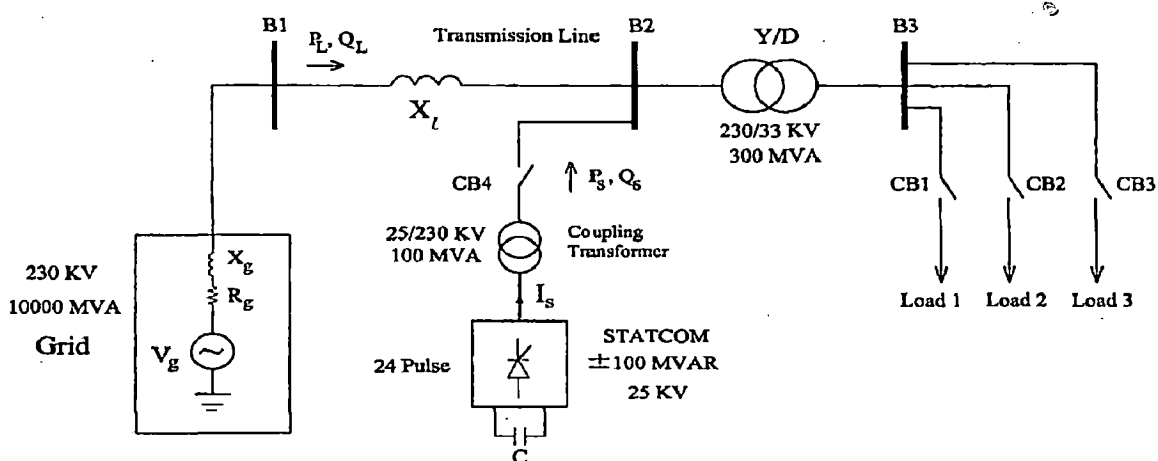 B1
P_L, Q_L
Transmission Line
X_ℓ
B2
Y/D
230/33 KV
300 MVA
B3
CB1
CB2
CB3
Load 1
Load 2
Load 3
CB4
P_s, Q_s
25/230 KV
100 MVA
Coupling
Transformer
I_s
24 Pulse
STATCOM
±100 MVAR
25 KV
C
230 KV
10000 MVA
Grid
X_g
R_g
V_g